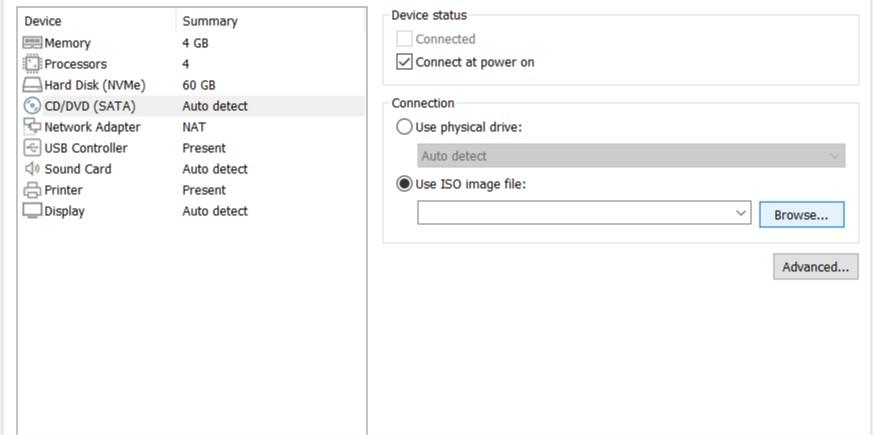 Device Summary
Memory 4 GB
Processors 4
Hard Disk (NVMe) 60 GB
CD/DVD (SATA) Auto detect
Network Adapter NAT
USB Controller Present
Sound Card Auto detect
Printer Present
Display Auto detect
Device status
Connected
Connect at power on
Connection
Use physical drive:
Auto detect
Use ISO image file:
Browse...
Advanced...